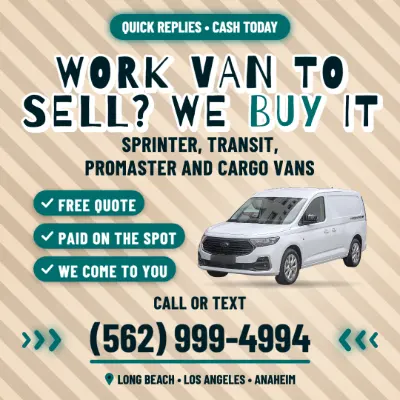 QUICK REPLIES • CASH TODAY
WORK VAN TO
SELL? WE BUY IT
SPRINTER, TRANSIT,
PROMASTER AND CARGO VANS
FREE QUOTE
PAID ON THE SPOT
WE COME TO YOU
CALL OR TEXT
(562) 999-4994
LONG BEACH • LOS ANGELES • ANAHEIM